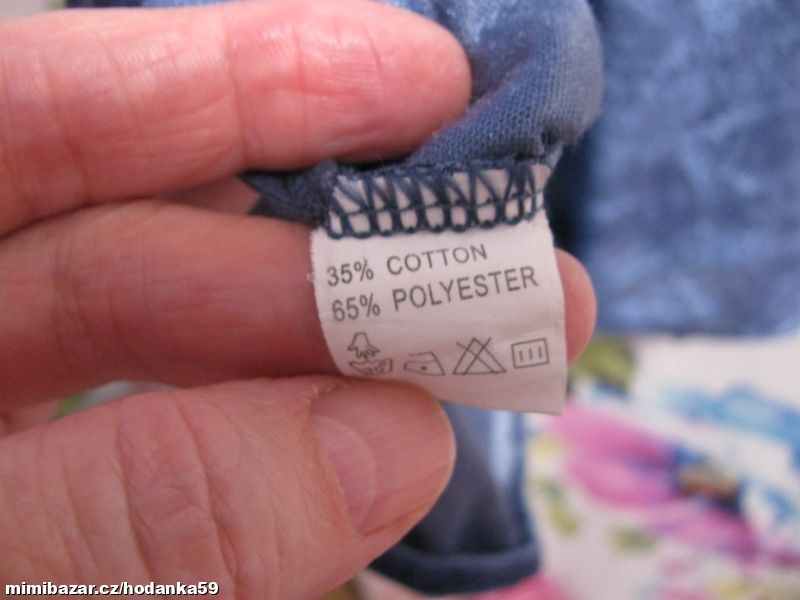 35% COTTON
65% POLYESTER
mimibazar.cz/hodanka59